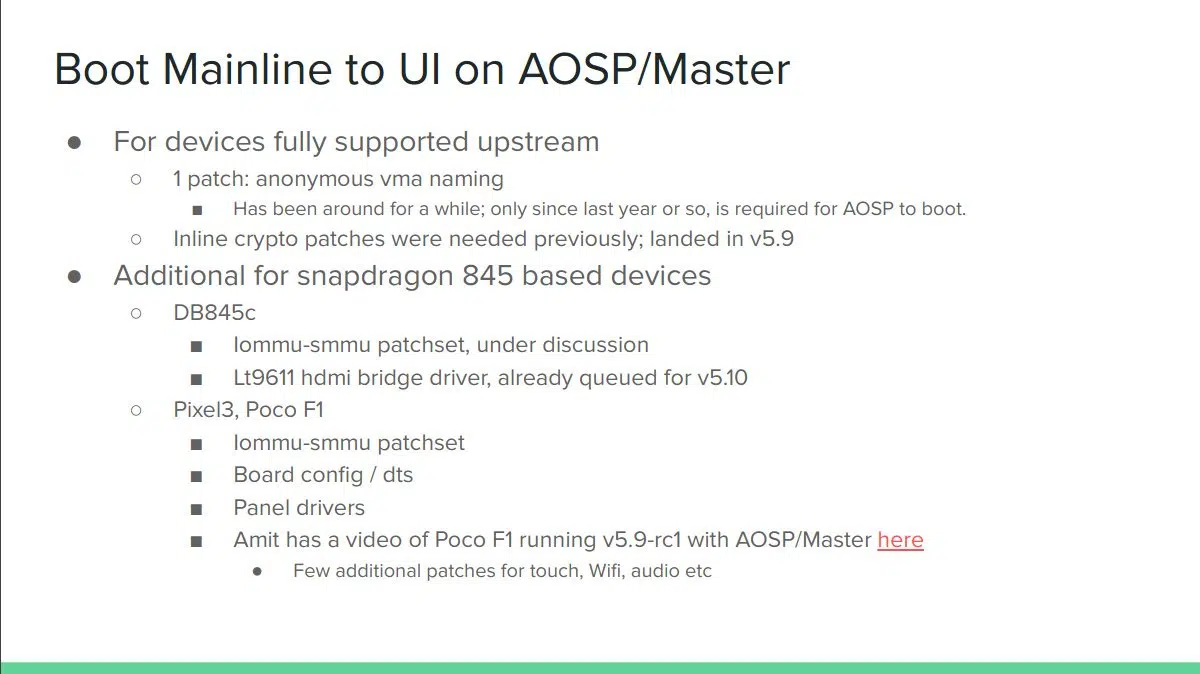 Boot Mainline to UI on AOSP/Master
● For devices fully supported upstream
○ 1 patch: anonymous vma naming
■ Has been around for a while; only since last year or so, is required for AOSP to boot.
○ Inline crypto patches were needed previously; landed in v5.9
● Additional for snapdragon 845 based devices
○ DB845c
■ Iommu-smmu patchset, under discussion
■ Lt9611 hdmi bridge driver, already queued for v5.10
○ Pixel3, Poco F1
■ Iommu-smmu patchset
■ Board config / dts
■ Panel drivers
■ Amit has a video of Poco F1 running v5.9-rc1 with AOSP/Master here
● Few additional patches for touch, Wifi, audio etc